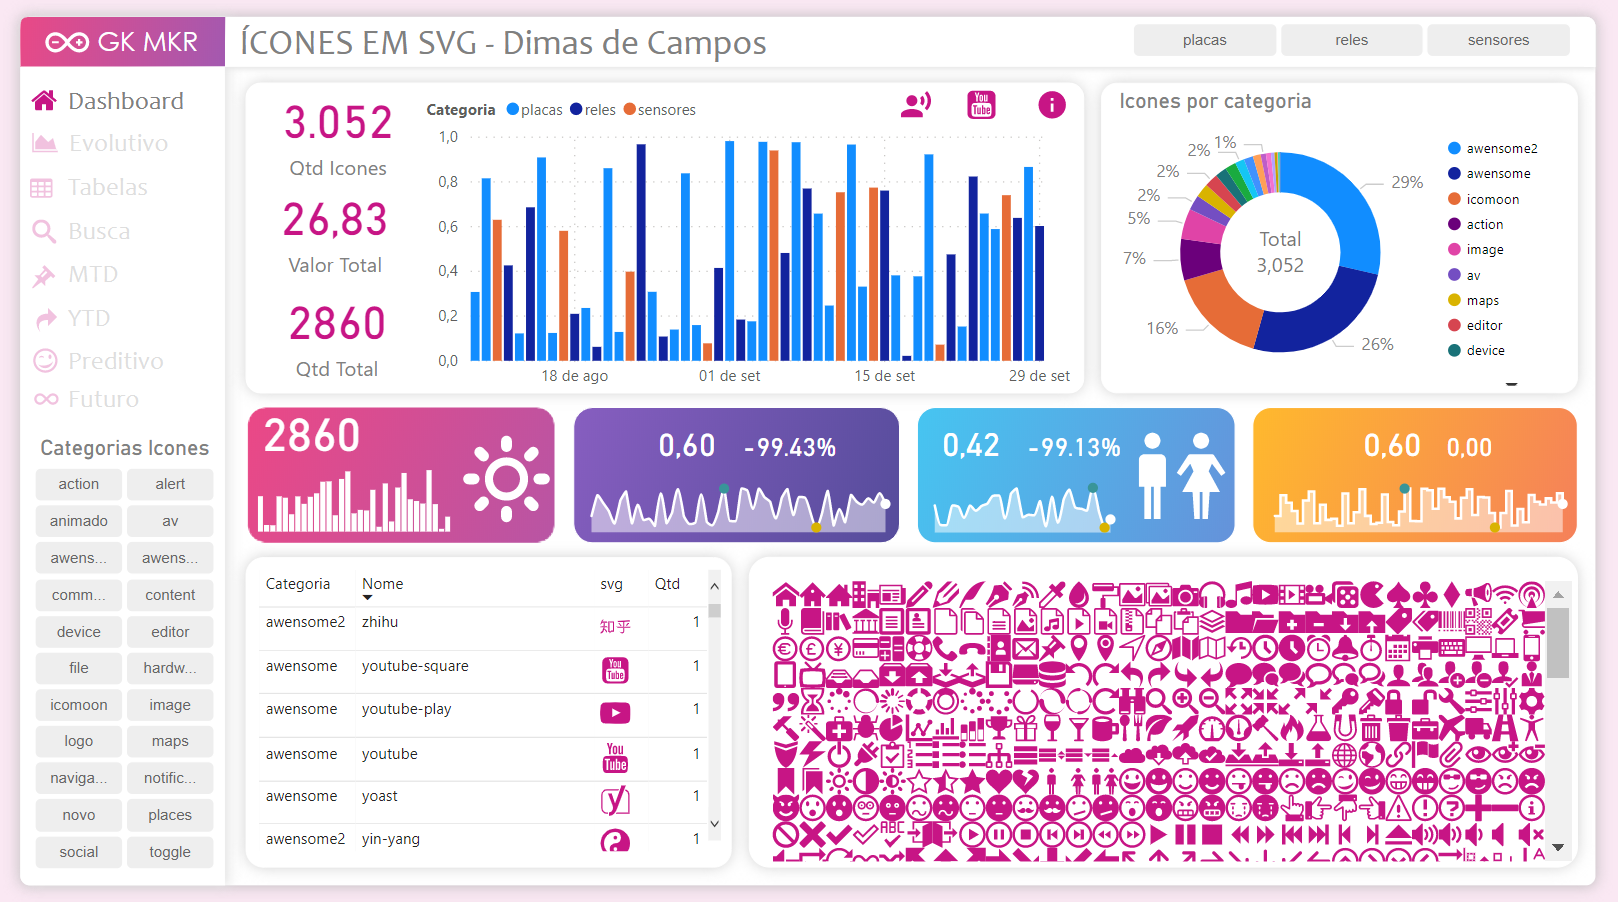 GK MKR
ÍCONES EM SVG - Dimas de Campos
placas
reles
sensores
Dashboard
Evolutivo
Tabelas
Busca
MTD
YTD
Preditivo
Futuro
Categorias Icones
action
alert
animado
av
awens...
awens...
comm...
content
device
editor
file
hardw...
icomoon
image
logo
maps
naviga...
notific...
novo
places
social
toggle
3.052
Qtd Icones
26,83
Valor Total
2860
Qtd Total
Categoria
placas
reles
sensores
You
Tube
1,0
0,8
0,6
0,4
0,2
0,0
18 de ago
01 de set
15 de set
29 de set
Icones por categoria
1%
2%
2%
2%
5%
7%
16%
26%
29%
Total
3,052
awensome2
awensome
icomoon
action
image
av
maps
editor
device
2860
0,60
-99.43%
0,42
-99.13%
0,60
0,00
Categoria Nome svg Qtd
awensome2 zhihu 知乎 1
awensome youtube-square You Tube 1
awensome youtube-play 1
awensome youtube You Tube 1
awensome yoast y 1
awensome2 yin-yang 1
ABC